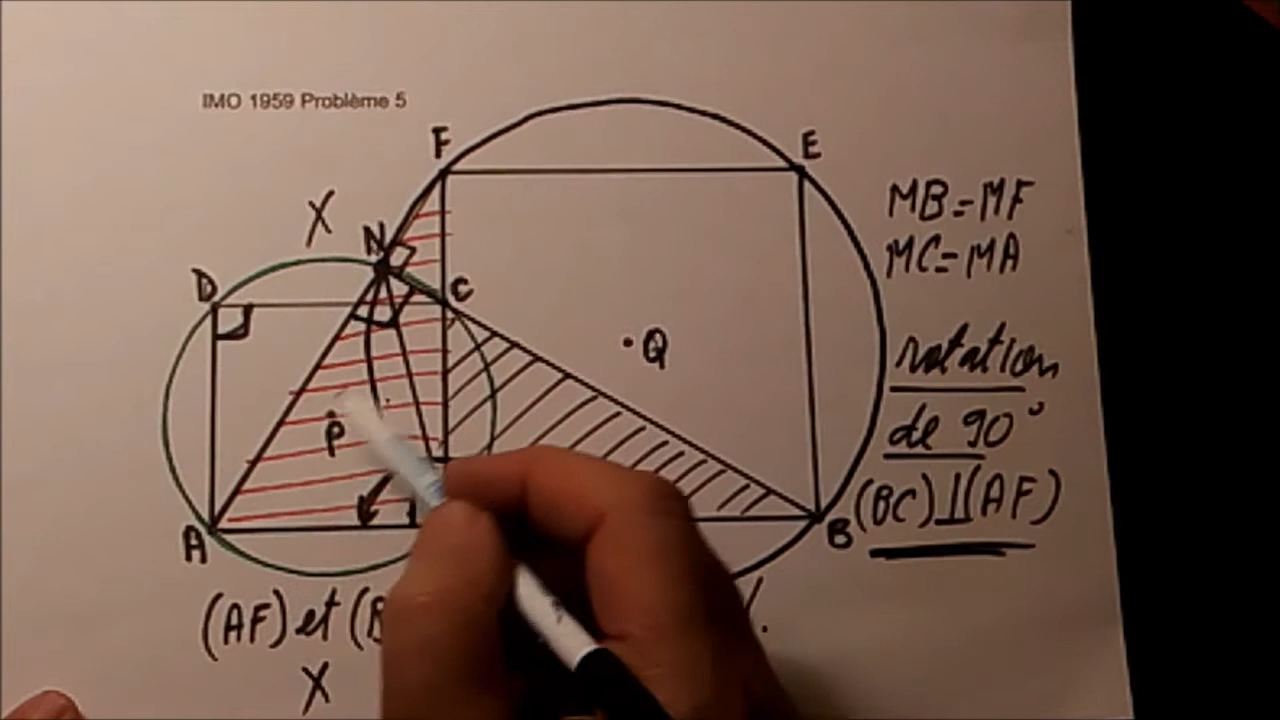 IMO 1959 Problème 5
F
E
X
N
D
C
Q
P
A
B
MB=MF
MC=MA
rotation
de 90°
(BC)⊥(AF)
(AF) et (B
X